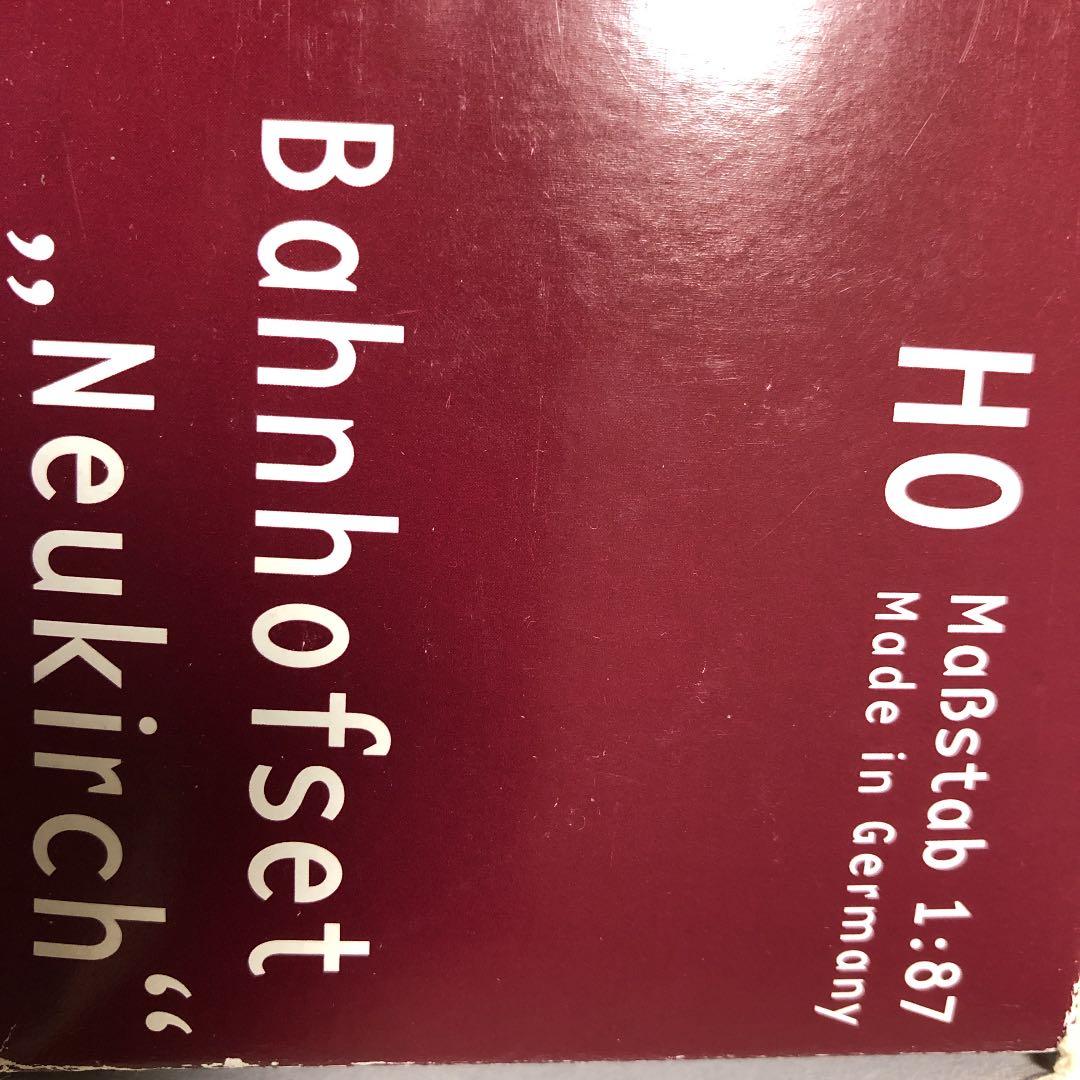 H0
Maßstab 1:87
Made in Germany
Bahnhofset
„Neukirch“